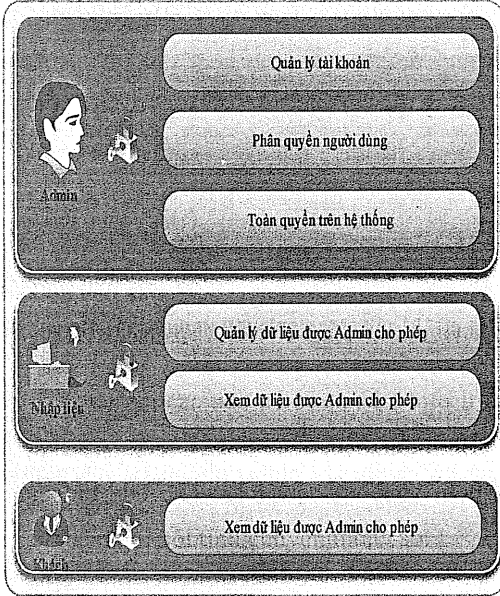 Quản lý tài khoản
Phân quyền người dùng
Admin
Toàn quyền trên hệ thống
Quản lý dữ liệu được Admin cho phép
Xem dữ liệu được Admin cho phép
Nhập liệu
Xem dữ liệu được Admin cho phép
Khách